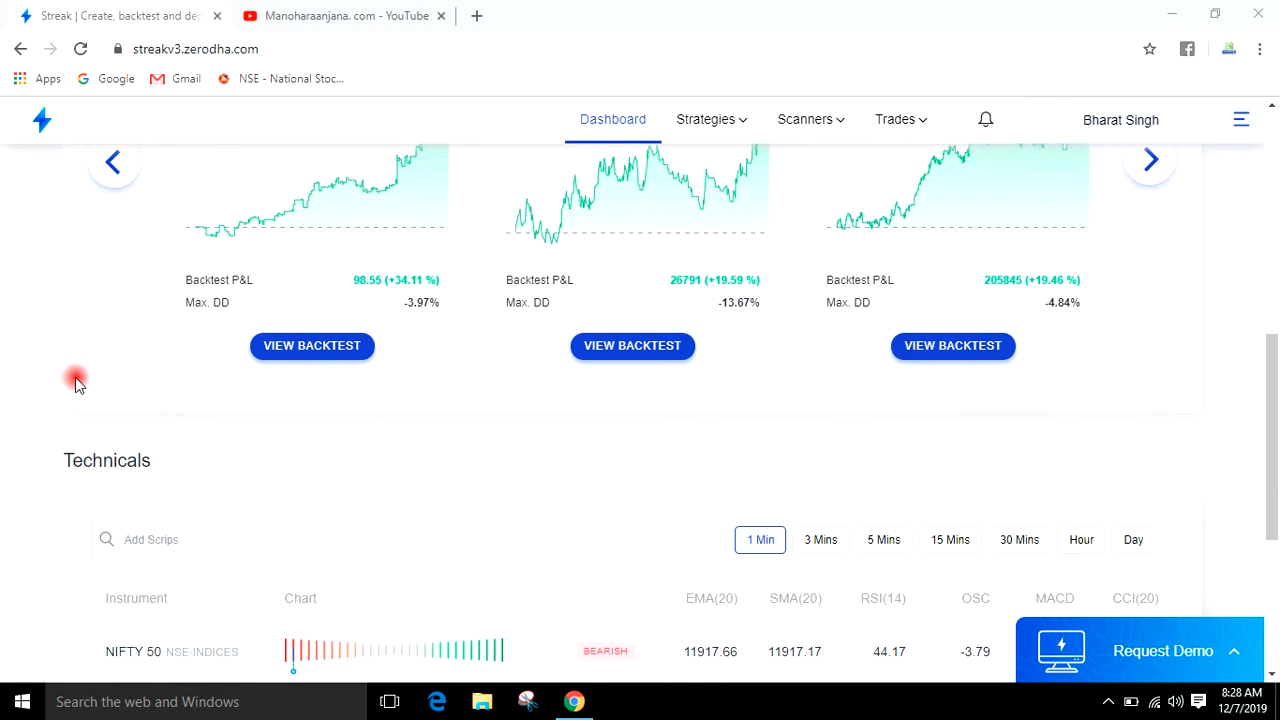 Streak | Create, backtest and dep
Manoharaanjana. com - YouTube
streakv3.zerodha.com
Apps Google Gmail NSE - National Stoc...
Dashboard Strategies Scanners Trades Bharat Singh
Backtest P&L 98.55 (+34.11 %) Backtest P&L 26791 (+19.59 %) Backtest P&L 205845 (+19.46 %)
Max. DD -3.97% Max. DD -13.67% Max. DD -4.84%
VIEW BACKTEST VIEW BACKTEST VIEW BACKTEST
Technicals
Add Scrips 1 Min 3 Mins 5 Mins 15 Mins 30 Mins Hour Day
Instrument Chart EMA(20) SMA(20) RSI(14) OSC MACD CCI(20)
NIFTY 50 NSE-INDICES BEARISH 11917.66 11917.17 44.17 -3.79
Request Demo
Search the web and Windows
8:28 AM
12/7/2019